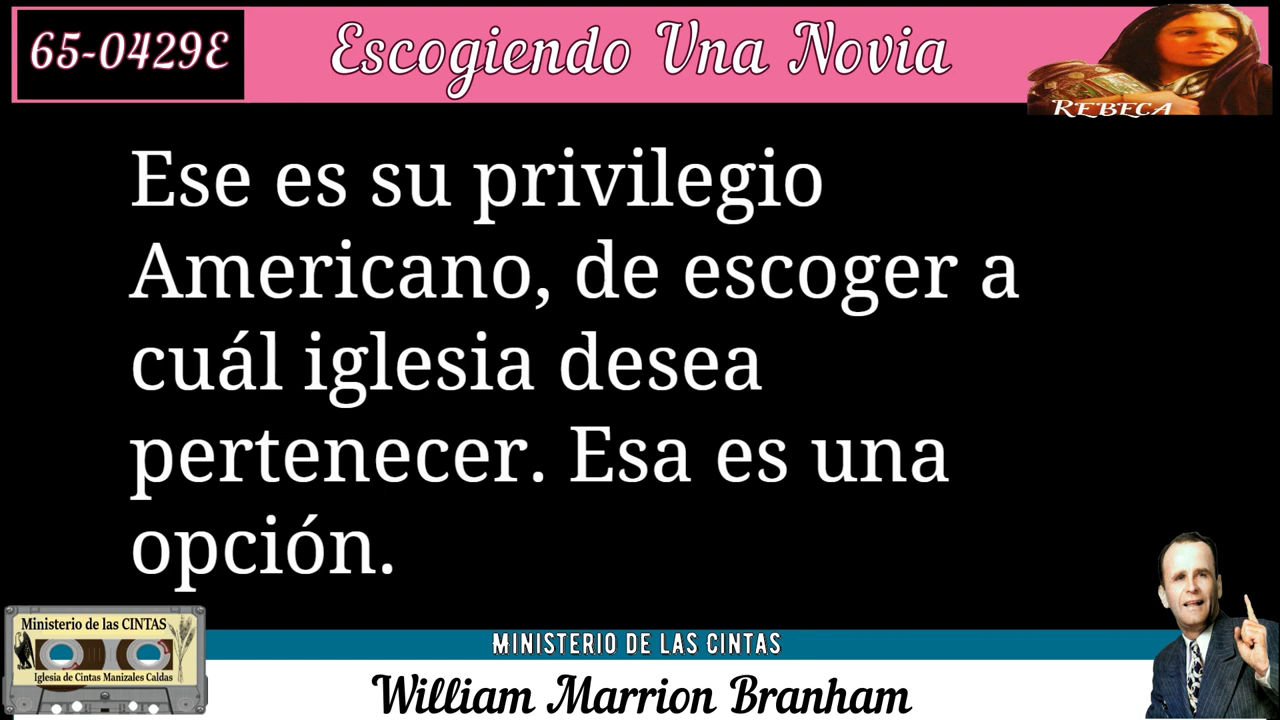 65-0429E
Escogiendo Una Novia
REBECA
Ese es su privilegio
Americano, de escoger a
cuál iglesia desea
pertenecer. Esa es una
opción.
Ministerio de las CINTAS
Iglesia de Cintas Manizales Caldas
MINISTERIO DE LAS CINTAS
William Marrion Branham